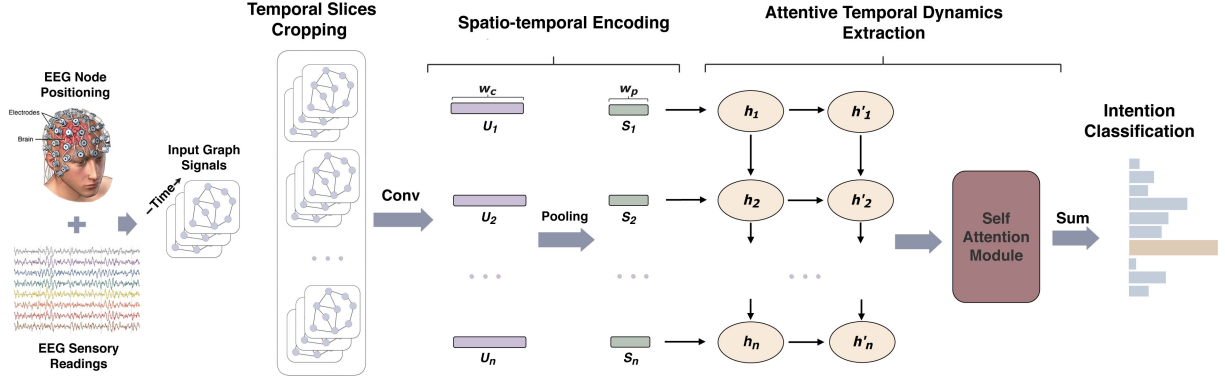 EEG Node
Positioning
Electrodes
Brain
EEG Sensory
Readings
Input Graph
Signals
Time
Temporal Slices
Cropping
Conv
Spatio-temporal Encoding
w_c
U_1
U_2
U_n
Pooling
w_p
S_1
S_2
S_n
Attentive Temporal Dynamics
Extraction
h_1
h'_1
h_2
h'_2
h_n
h'_n
Self
Attention
Module
Sum
Intention
Classification